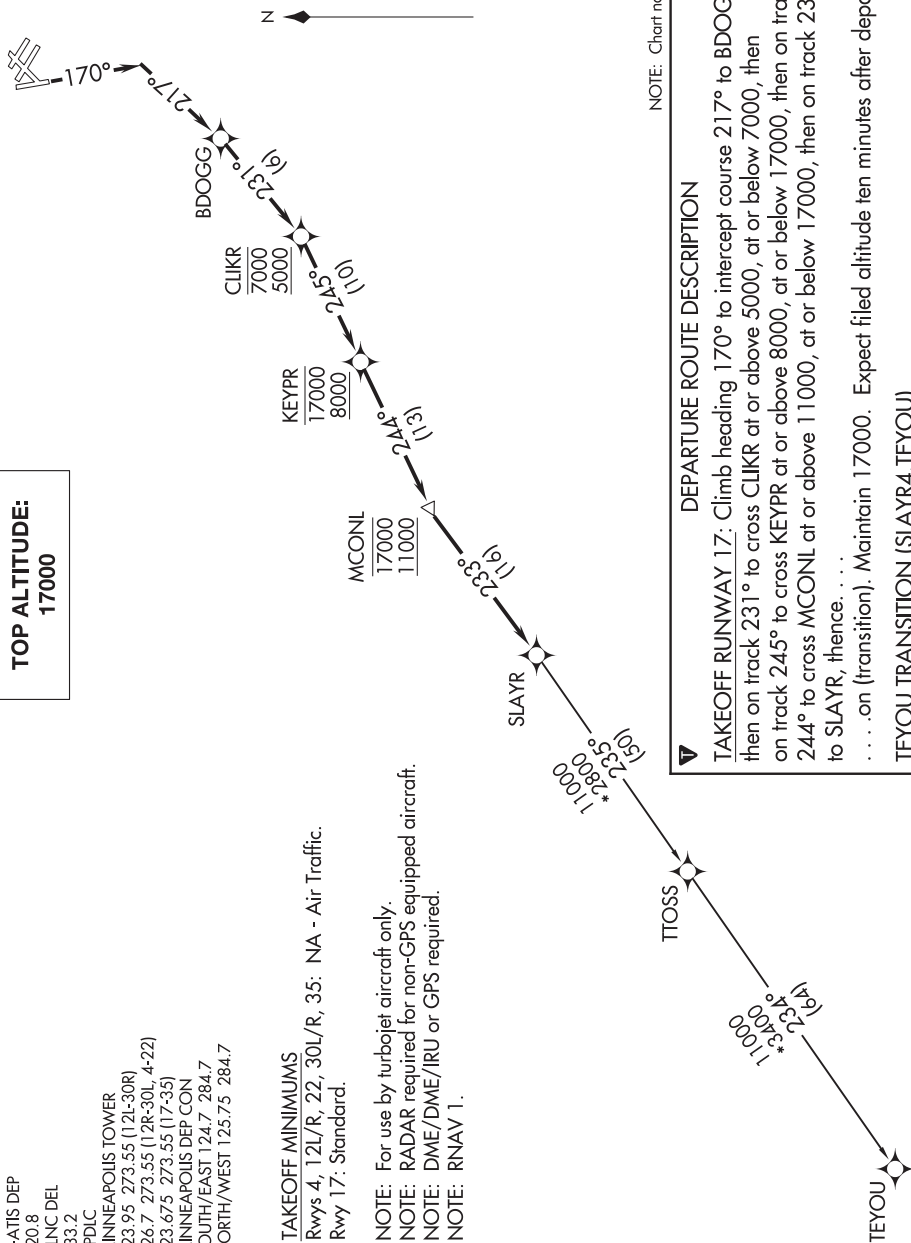 TOP ALTITUDE:
17000
-ATIS DEP
20.8
LNC DEL
33.2
PDLC
INNEAPOLIS TOWER
23.95 273.55 (12L-30R)
26.7 273.55 (12R-30L, 4-22)
23.675 273.55 (17-35)
INNEAPOLIS DEP CON
OUTH/EAST 124.7 284.7
ORTH/WEST 125.75 284.7
TAKEOFF MINIMUMS
Rwys 4, 12L/R, 22, 30L/R, 35: NA - Air Traffic.
Rwy 17: Standard.
NOTE: For use by turbojet aircraft only.
NOTE: RADAR required for non-GPS equipped aircraft.
NOTE: DME/DME/IRU or GPS required.
NOTE: RNAV 1.
N
170°
217°
BDOGG
231°
(6)
CLIKR
7000
5000
245°
(10)
KEYPR
17000
8000
244°
(13)
MCONL
17000
11000
233°
(16)
SLAYR
11000
*2800
235°
(50)
TTOSS
11000
*3400
234°
(64)
TEYOU
NOTE: Chart no
DEPARTURE ROUTE DESCRIPTION
T
TAKEOFF RUNWAY 17: Climb heading 170° to intercept course 217° to BDOG
then on track 231° to cross CLIKR at or above 5000, at or below 7000, then
on track 245° to cross KEYPR at or above 8000, at or below 17000, then on tra
244° to cross MCONL at or above 11000, at or below 17000, then on track 23
to SLAYR, thence. . . .
. . . .on (transition). Maintain 17000. Expect filed altitude ten minutes after depa
TEYOU TRANSITION (SLAYR4.TEYOU)